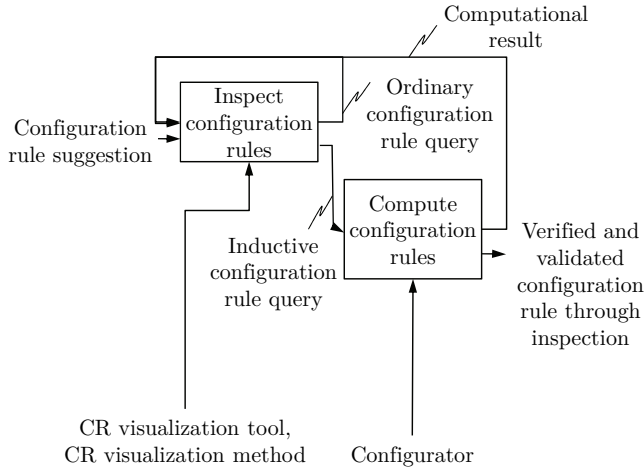 Computational
result
Inspect
configuration
rules
Ordinary
configuration
rule query
Configuration
rule suggestion
Compute
configuration
rules
Inductive
configuration
rule query
Verified and
validated
configuration
rule through
inspection
CR visualization tool,
CR visualization method
Configurator